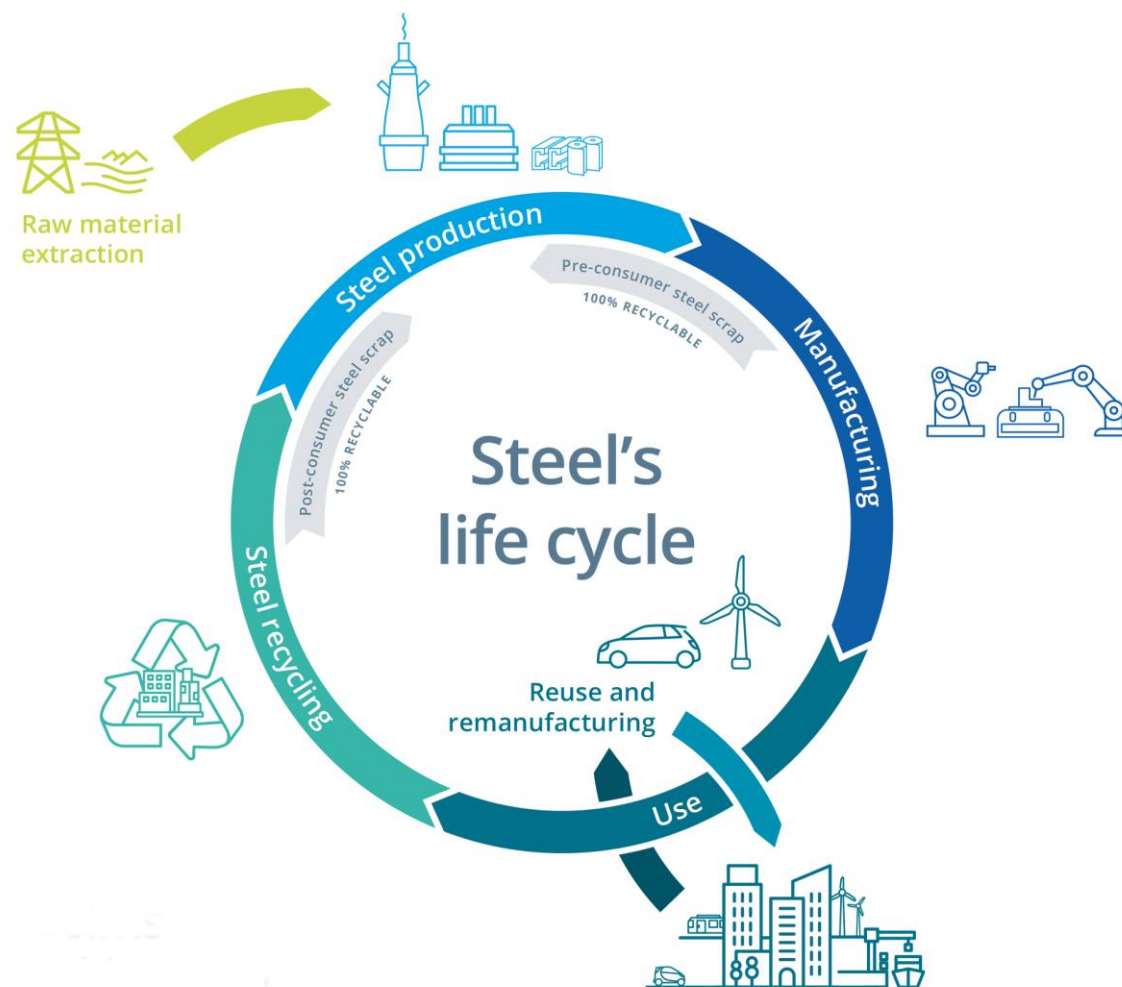 Raw material
extraction
Steel production
Pre-consumer steel scrap
100% RECYCLABLE
Manufacturing
Post-consumer steel scrap
100% RECYCLABLE
Steel's
life cycle
Steel recycling
Reuse and
remanufacturing
Use